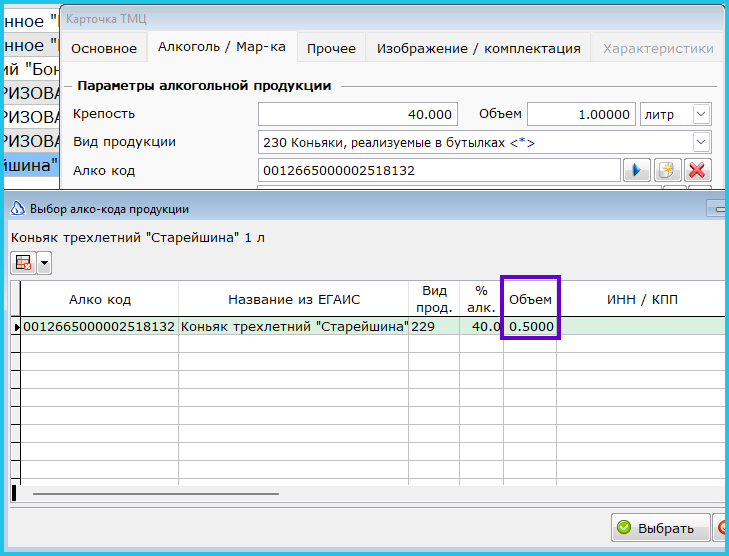 нное "
Карточка ТМЦ
Основное Алкоголь / Мар-ка Прочее Изображение / комплектация Характеристики
нное "
ий "Бон
РИЗОВА
РИЗОВА
РИЗОВА
ейшина"
Параметры алкогольной продукции
Крепость 40.000 Объем 1.00000 литр
Вид продукции 230 Коньяки, реализуемые в бутылках <*>
Алко код 0012665000002518132
Выбор алко-кода продукции
Коньяк трехлетний "Старейшина" 1 л
Алко код Название из ЕГАИС Вид прод. % алк. Объем ИНН / КПП
0012665000002518132 Коньяк трехлетний "Старейшина" 229 40.0 0.5000
Выбрать